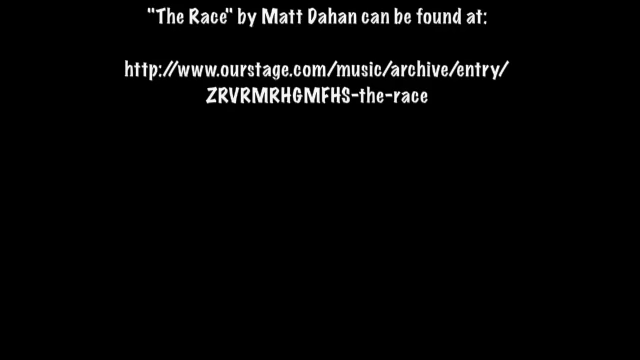 "The Race" by Matt Dahan can be found at:
http://www.ourstage.com/music/archive/entry/
ZRVRMRHGMFHS-the-race